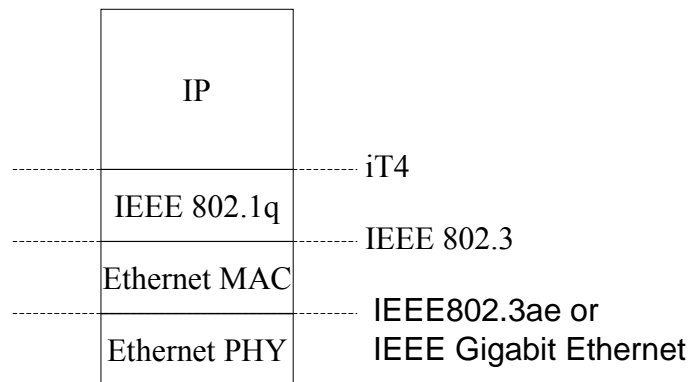 IP
iT4
IEEE 802.1q
IEEE 802.3
Ethernet MAC
IEEE802.3ae or
IEEE Gigabit Ethernet
Ethernet PHY